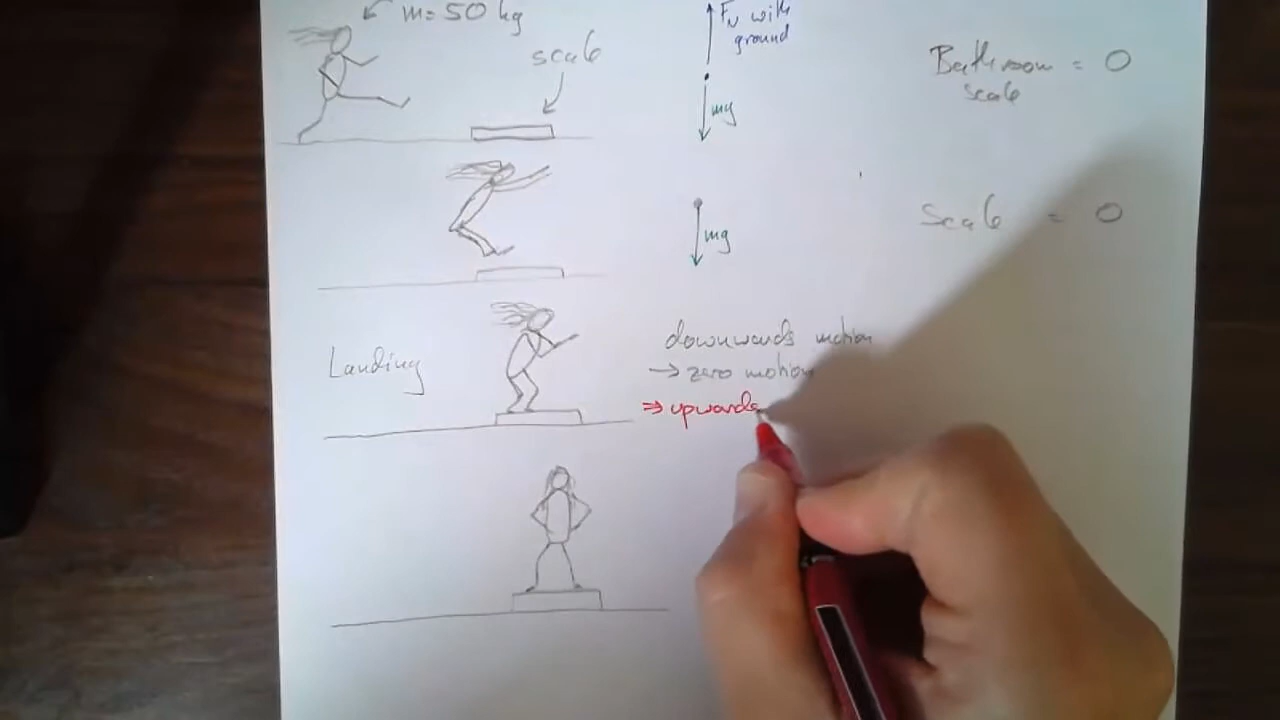 m = 50 kg
scale
F_N with
ground
mg
Bathroom = 0
scale
mg
Scale = 0
Landing
downwards motion
→ zero motion
⇒ upwards